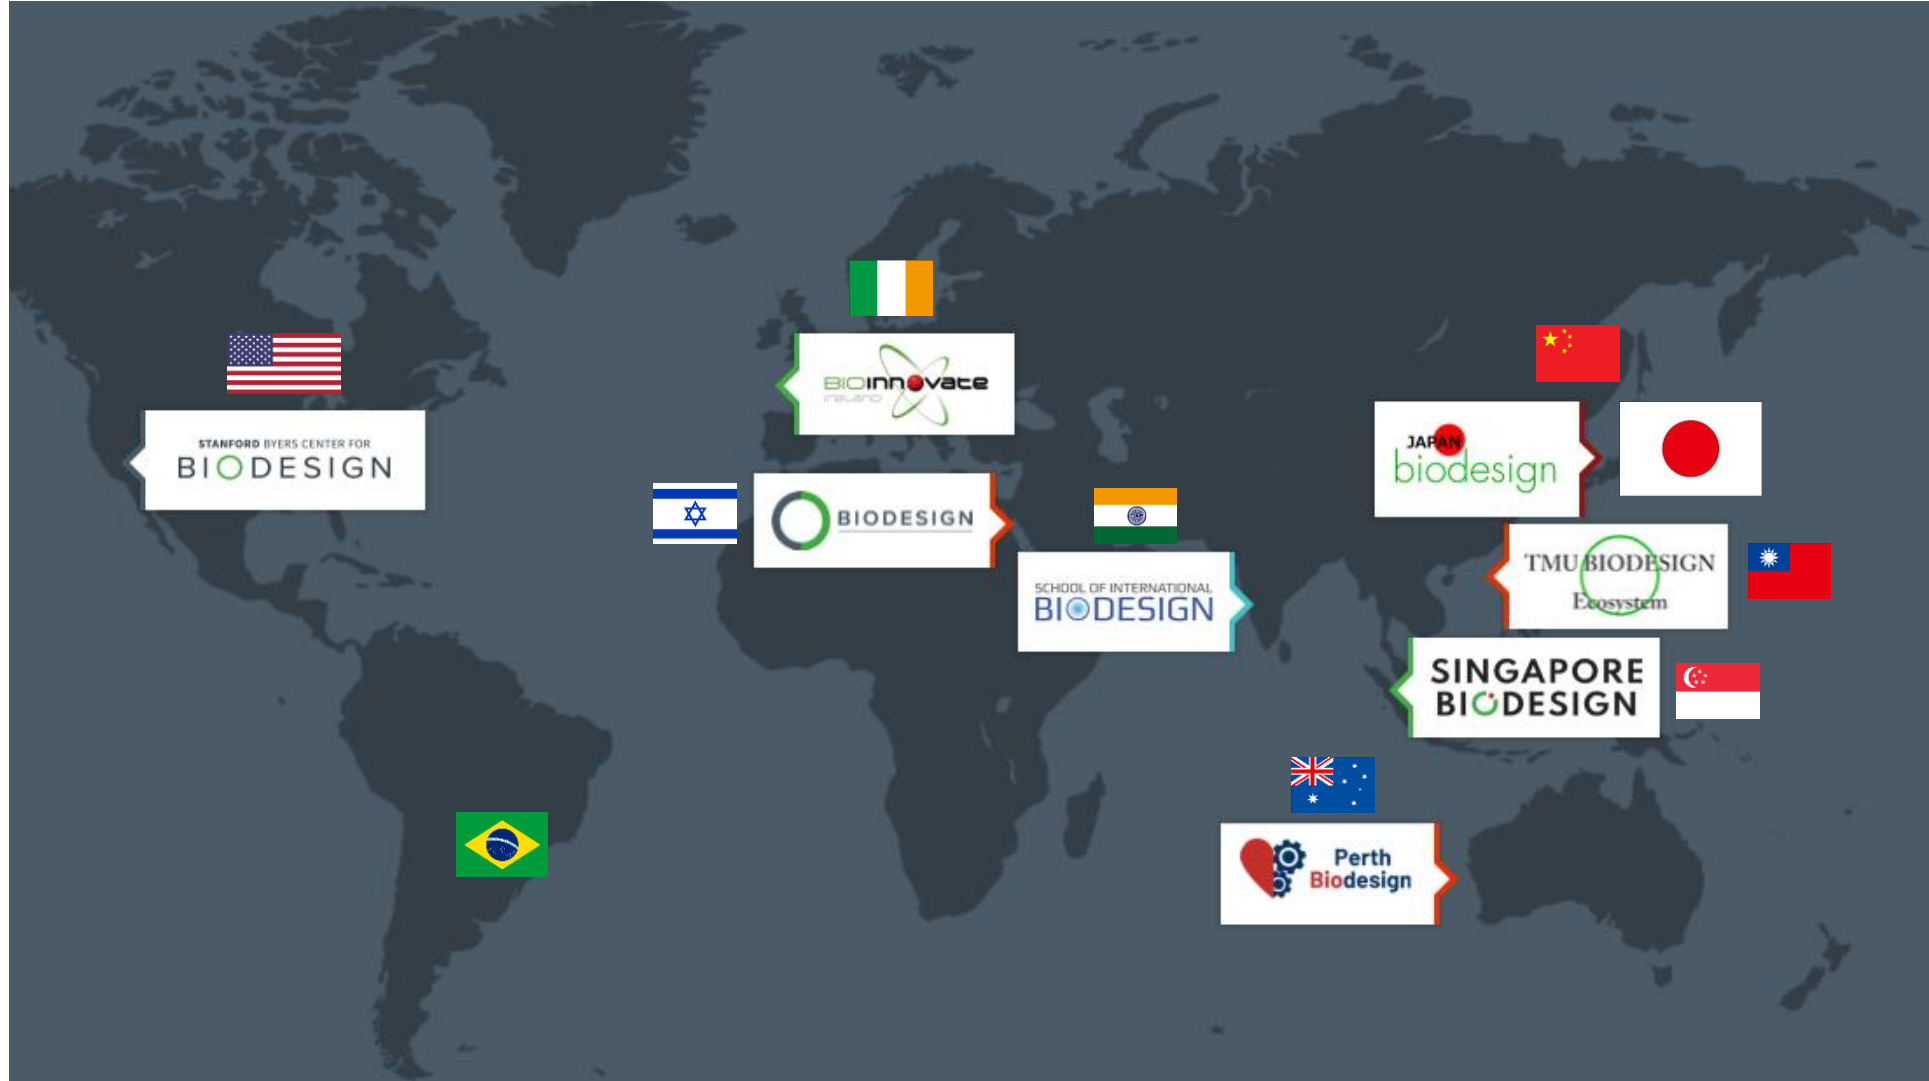 STANFORD BYERS CENTER FOR
BIODESIGN
BIOINNOVATE
IRELAND
BIODESIGN
SCHOOL OF INTERNATIONAL
BIODESIGN
JAPAN
biodesign
TMU BIODESIGN
Ecosystem
SINGAPORE
BIODESIGN
Perth
Biodesign